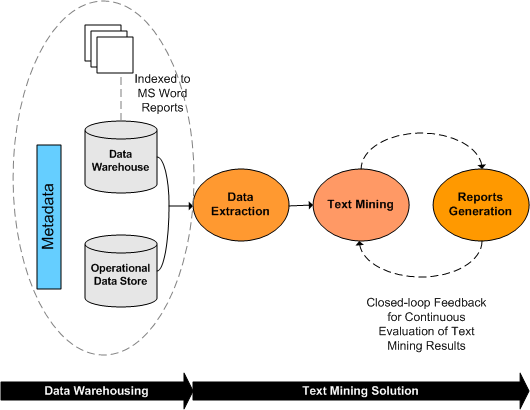 Indexed to
MS Word
Reports
Data
Warehouse
Metadata
Operational
Data Store
Data
Extraction
Text Mining
Reports
Generation
Closed-loop Feedback
for Continuous
Evaluation of Text
Mining Results
Data Warehousing
Text Mining Solution